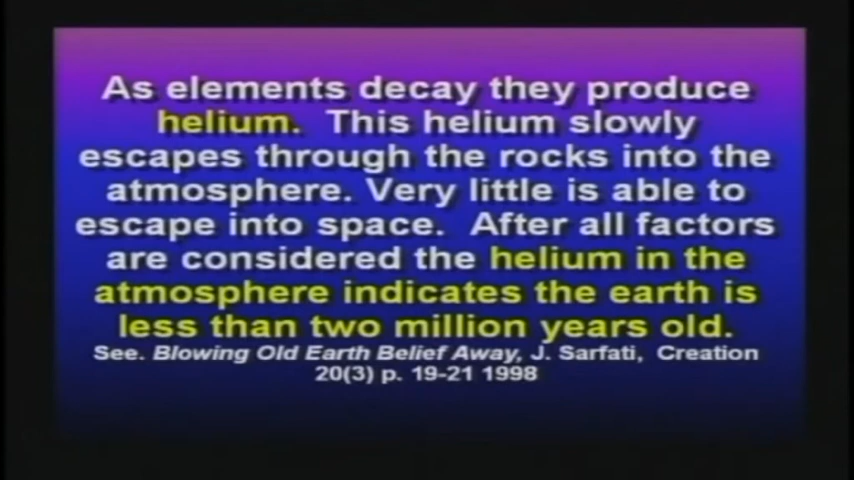 As elements decay they produce
helium. This helium slowly
escapes through the rocks into the
atmosphere. Very little is able to
escape into space. After all factors
are considered the helium in the
atmosphere indicates the earth is
less than two million years old.
See. Blowing Old Earth Belief Away, J. Sarfati, Creation
20(3) p. 19-21 1998